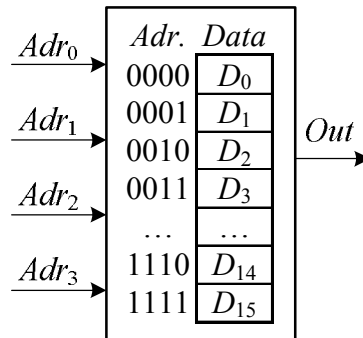 Adr. Data
Adr0
0000 D0
0001 D1
Adr1
0010 D2
Out
0011 D3
Adr2
... ...
1110 D14
Adr3
1111 D15